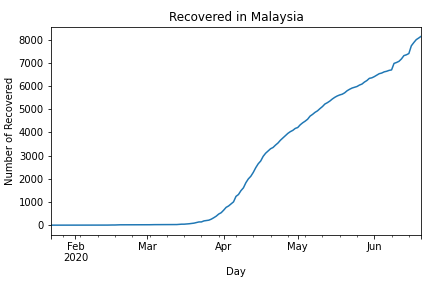 Recovered in Malaysia
Number of Recovered
8000
7000
6000
5000
4000
3000
2000
1000
0
Feb
2020
Mar
Apr
May
Jun
Day